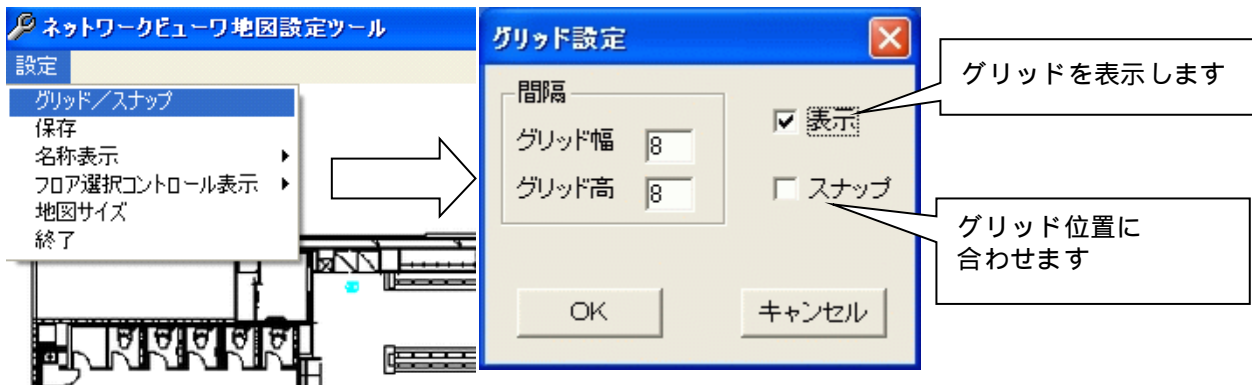 ネットワークビューワ地図設定ツール
設定
グリッド／スナップ
保存
名称表示
フロア選択コントロール表示
地図サイズ
終了
グリッド設定
間隔
グリッド幅 8
グリッド高 8
表示
スナップ
OK
キャンセル
グリッドを表示します
グリッド位置に
合わせます